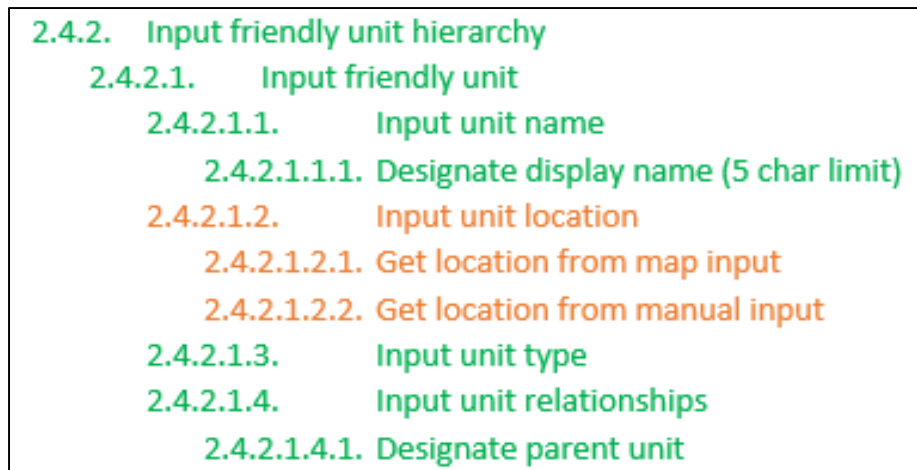 2.4.2. Input friendly unit hierarchy
2.4.2.1. Input friendly unit
2.4.2.1.1. Input unit name
2.4.2.1.1.1. Designate display name (5 char limit)
2.4.2.1.2. Input unit location
2.4.2.1.2.1. Get location from map input
2.4.2.1.2.2. Get location from manual input
2.4.2.1.3. Input unit type
2.4.2.1.4. Input unit relationships
2.4.2.1.4.1. Designate parent unit